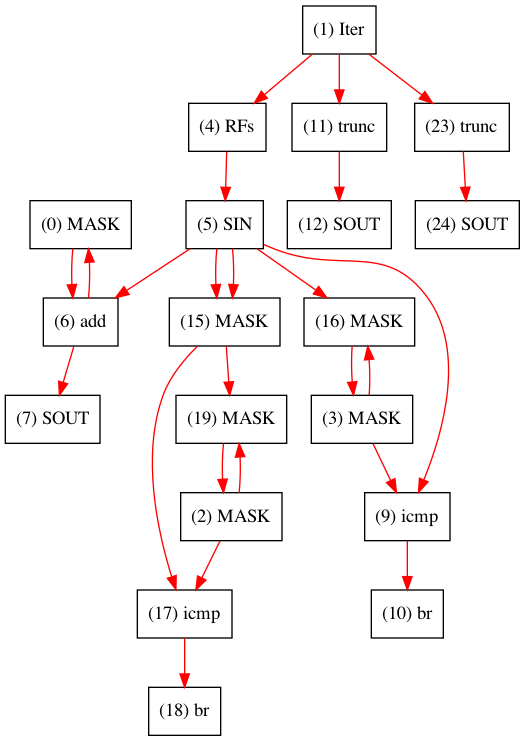 (1) Iter
(4) RFs
(11) trunc
(23) trunc
(0) MASK
(5) SIN
(12) SOUT
(24) SOUT
(6) add
(15) MASK
(16) MASK
(7) SOUT
(19) MASK
(3) MASK
(2) MASK
(9) icmp
(17) icmp
(10) br
(18) br